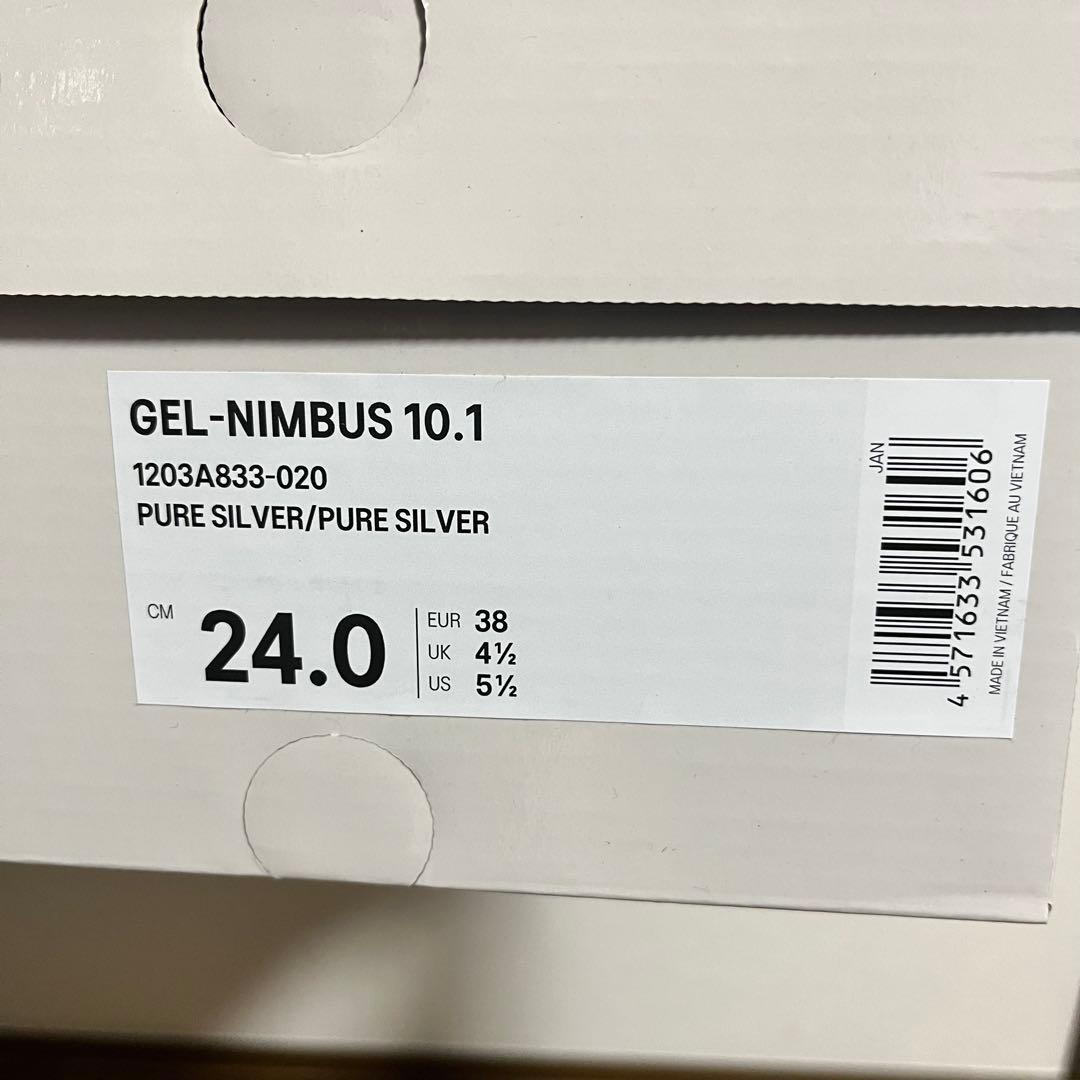 GEL-NIMBUS 10.1
1203A833-020
PURE SILVER/PURE SILVER
CM 24.0
EUR 38
UK 4½
US 5½
JAN
4 571633 531606
MADE IN VIETNAM / FABRIQUE AU VIETNAM